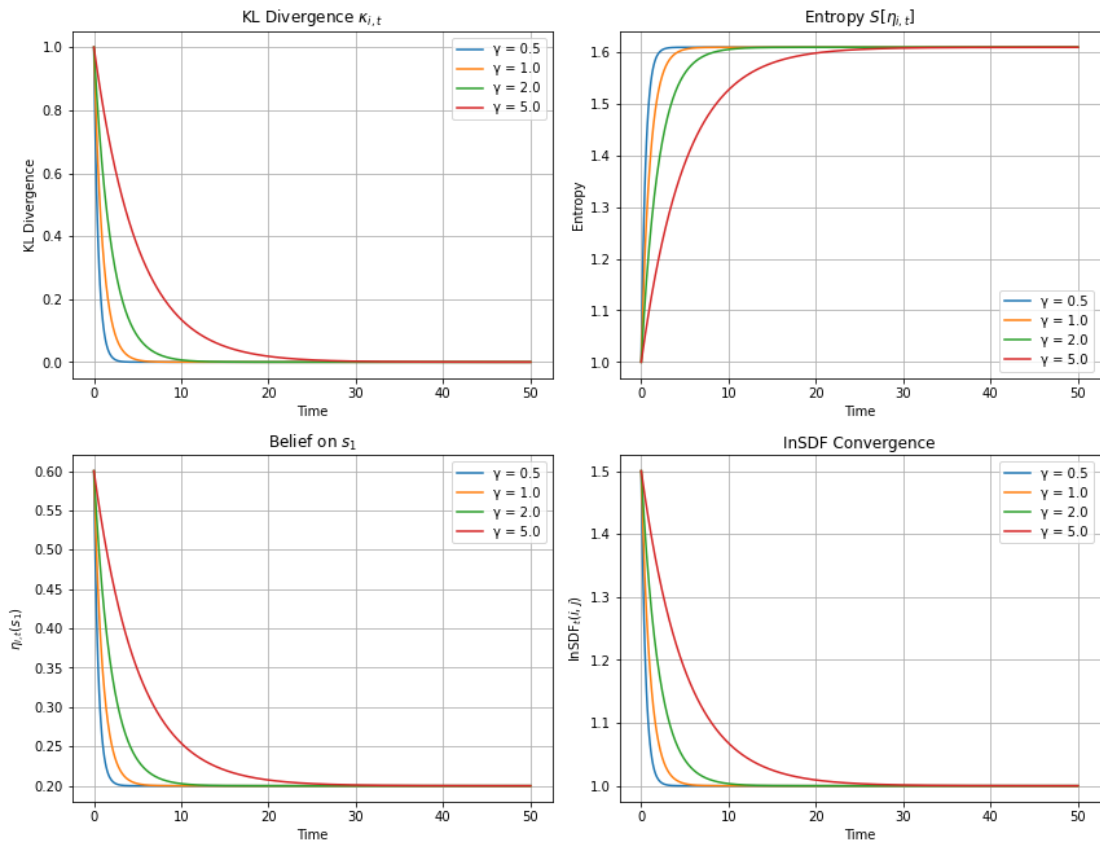 KL Divergence κ_{i,t}
KL Divergence
1.0
0.8
0.6
0.4
0.2
0.0
γ = 0.5
γ = 1.0
γ = 2.0
γ = 5.0
0 10 20 30 40 50
Time
Entropy S[η_{i,t}]
Entropy
1.6
1.5
1.4
1.3
1.2
1.1
1.0
γ = 0.5
γ = 1.0
γ = 2.0
γ = 5.0
0 10 20 30 40 50
Time
Belief on s_1
η_{i,t}(s_1)
0.60
0.55
0.50
0.45
0.40
0.35
0.30
0.25
0.20
γ = 0.5
γ = 1.0
γ = 2.0
γ = 5.0
0 10 20 30 40 50
Time
InSDF Convergence
InSDF_t(i, j)
1.5
1.4
1.3
1.2
1.1
1.0
γ = 0.5
γ = 1.0
γ = 2.0
γ = 5.0
0 10 20 30 40 50
Time